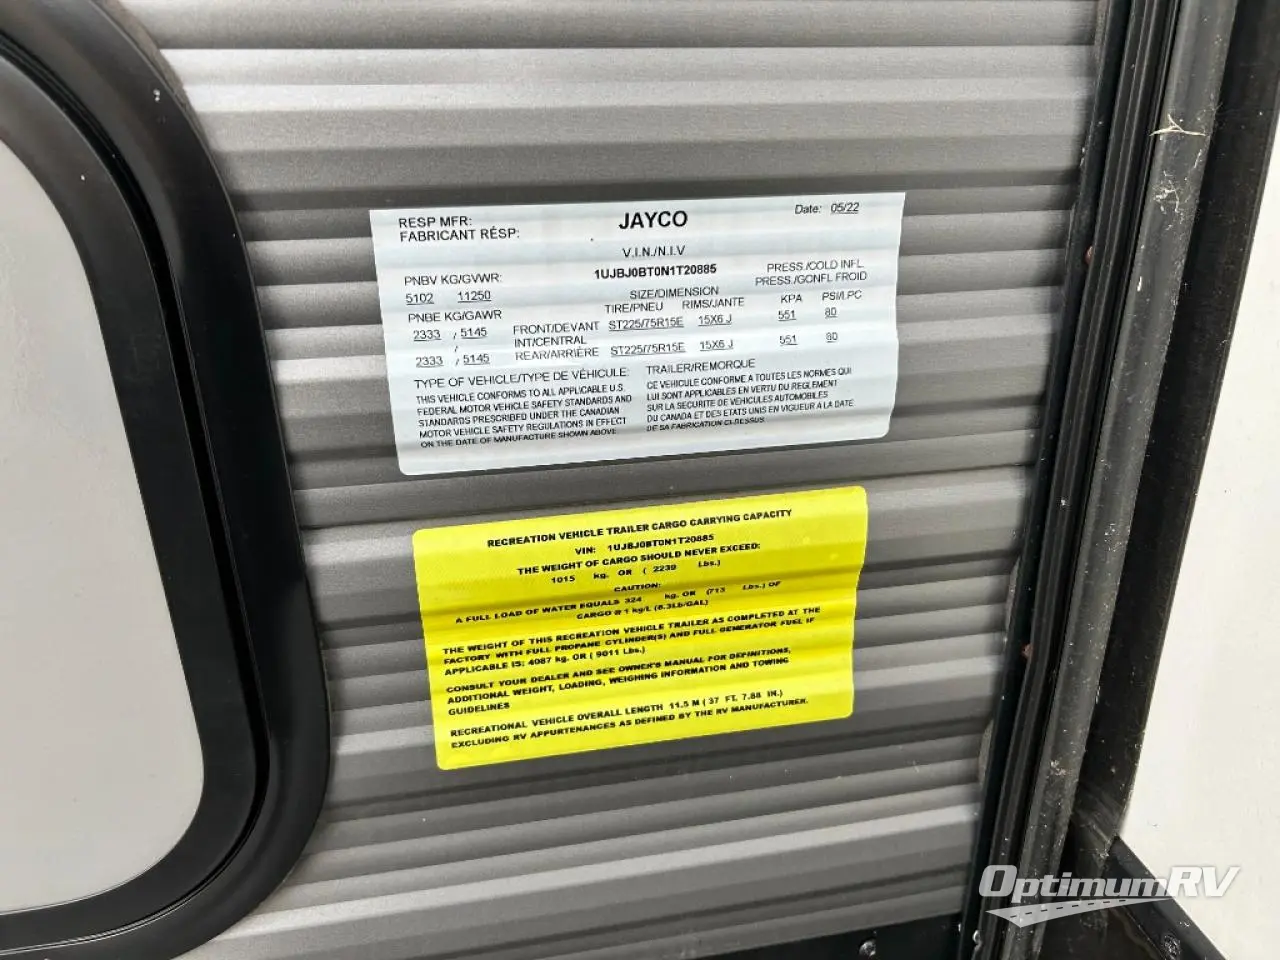 RESP MFR: JAYCO Date: 05/22
FABRICANT RÉSP:
V.I.N./N.I.V
PNBV KG/GVWR: 1UJBJ0BT0N1T20885 PRESS./COLD INFL
PRESS./GONFL FROID
5102 11250 SIZE/DIMENSION
PNBE KG/GAWR TIRE/PNEU RIMS/JANTE KPA PSI/LPC
2333 / 5145 FRONT/DEVANT ST225/75R15E 15X6 J 551 80
/ INT/CENTRAL
2333 / 5145 REAR/ARRIÈRE ST225/75R15E 15X6 J 551 80
TYPE OF VEHICLE/TYPE DE VÉHICULE: TRAILER/REMORQUE
THIS VEHICLE CONFORMS TO ALL APPLICABLE U.S.
FEDERAL MOTOR VEHICLE SAFETY STANDARDS AND
STANDARDS PRESCRIBED UNDER THE CANADIAN
MOTOR VEHICLE SAFETY REGULATIONS IN EFFECT
ON THE DATE OF MANUFACTURE SHOWN ABOVE.
CE VEHICULE CONFORME A TOUTES LES NORMES QUI
LUI SONT APPLICABLES EN VERTU DU REGLEMENT
SUR LA SECURITE DE VEHICULES AUTOMOBILES
DU CANADA ET DES ETATS UNIS EN VIGUEUR A LA DATE
DE SA FABRICATION CI-DESSUS
RECREATION VEHICLE TRAILER CARGO CARRYING CAPACITY
VIN: 1UJBJ0BT0N1T20885
THE WEIGHT OF CARGO SHOULD NEVER EXCEED:
1015 kg. OR ( 2239 Lbs.)
CAUTION:
A FULL LOAD OF WATER EQUALS 324 kg. OR (713 Lbs.) OF
CARGO @ 1 kg/L (8.3Lb/GAL)
THE WEIGHT OF THIS RECREATION VEHICLE TRAILER AS COMPLETED AT THE
FACTORY WITH FULL PROPANE CYLINDER(S) AND FULL GENERATOR FUEL IF
APPLICABLE IS: 4087 kg. OR ( 9011 Lbs.)
CONSULT YOUR DEALER AND SEE OWNER'S MANUAL FOR DEFINITIONS,
ADDITIONAL WEIGHT, LOADING, WEIGHING INFORMATION AND TOWING
GUIDELINES
RECREATIONAL VEHICLE OVERALL LENGTH 11.5 M ( 37 FT. 7.88 IN.)
EXCLUDING RV APPURTENANCES AS DEFINED BY THE RV MANUFACTURER.
OptimumRV